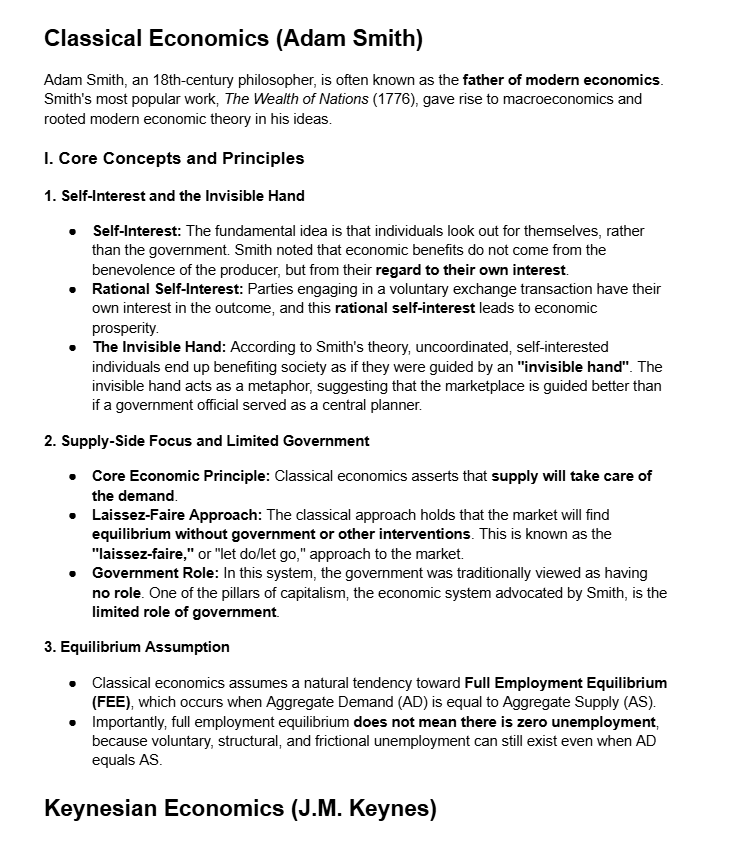 Classical Economics (Adam Smith)
Adam Smith, an 18th-century philosopher, is often known as the father of modern economics.
Smith's most popular work, The Wealth of Nations (1776), gave rise to macroeconomics and
rooted modern economic theory in his ideas.
I. Core Concepts and Principles
1. Self-Interest and the Invisible Hand
● Self-Interest: The fundamental idea is that individuals look out for themselves, rather
than the government. Smith noted that economic benefits do not come from the
benevolence of the producer, but from their regard to their own interest.
● Rational Self-Interest: Parties engaging in a voluntary exchange transaction have their
own interest in the outcome, and this rational self-interest leads to economic
prosperity.
● The Invisible Hand: According to Smith's theory, uncoordinated, self-interested
individuals end up benefiting society as if they were guided by an "invisible hand". The
invisible hand acts as a metaphor, suggesting that the marketplace is guided better than
if a government official served as a central planner.
2. Supply-Side Focus and Limited Government
● Core Economic Principle: Classical economics asserts that supply will take care of
the demand.
● Laissez-Faire Approach: The classical approach holds that the market will find
equilibrium without government or other interventions. This is known as the
"laissez-faire," or "let do/let go," approach to the market.
● Government Role: In this system, the government was traditionally viewed as having
no role. One of the pillars of capitalism, the economic system advocated by Smith, is the
limited role of government.
3. Equilibrium Assumption
● Classical economics assumes a natural tendency toward Full Employment Equilibrium
(FEE), which occurs when Aggregate Demand (AD) is equal to Aggregate Supply (AS).
● Importantly, full employment equilibrium does not mean there is zero unemployment,
because voluntary, structural, and frictional unemployment can still exist even when AD
equals AS.
Keynesian Economics (J.M. Keynes)